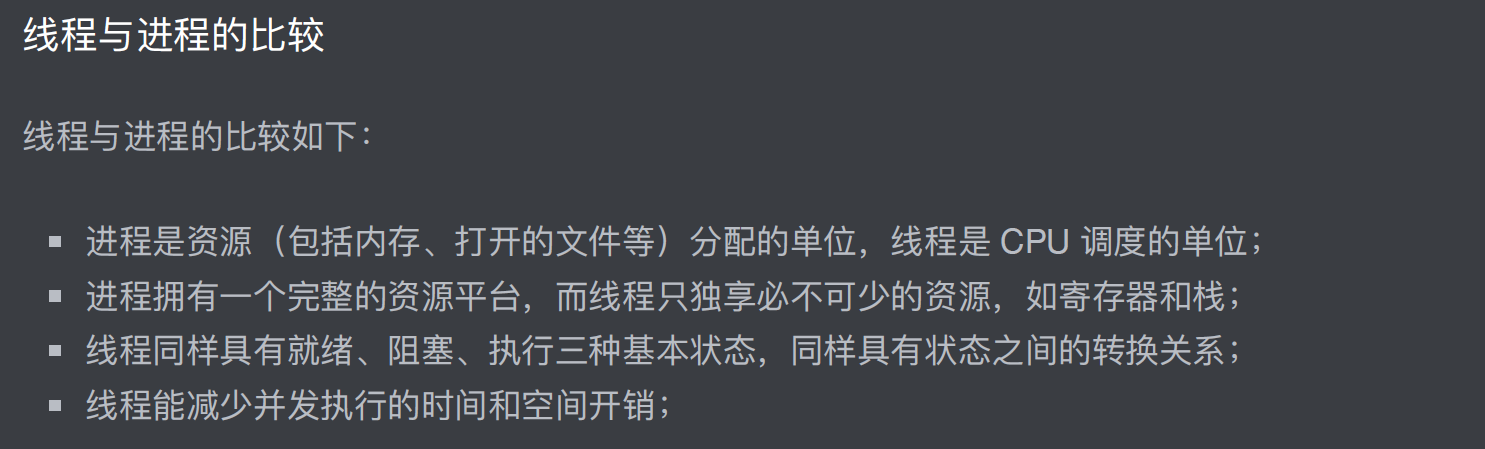 线程与进程的比较
线程与进程的比较如下：
▪ 进程是资源（包括内存、打开的文件等）分配的单位，线程是 CPU 调度的单位；
▪ 进程拥有一个完整的资源平台，而线程只独享必不可少的资源，如寄存器和栈；
▪ 线程同样具有就绪、阻塞、执行三种基本状态，同样具有状态之间的转换关系；
▪ 线程能减少并发执行的时间和空间开销；